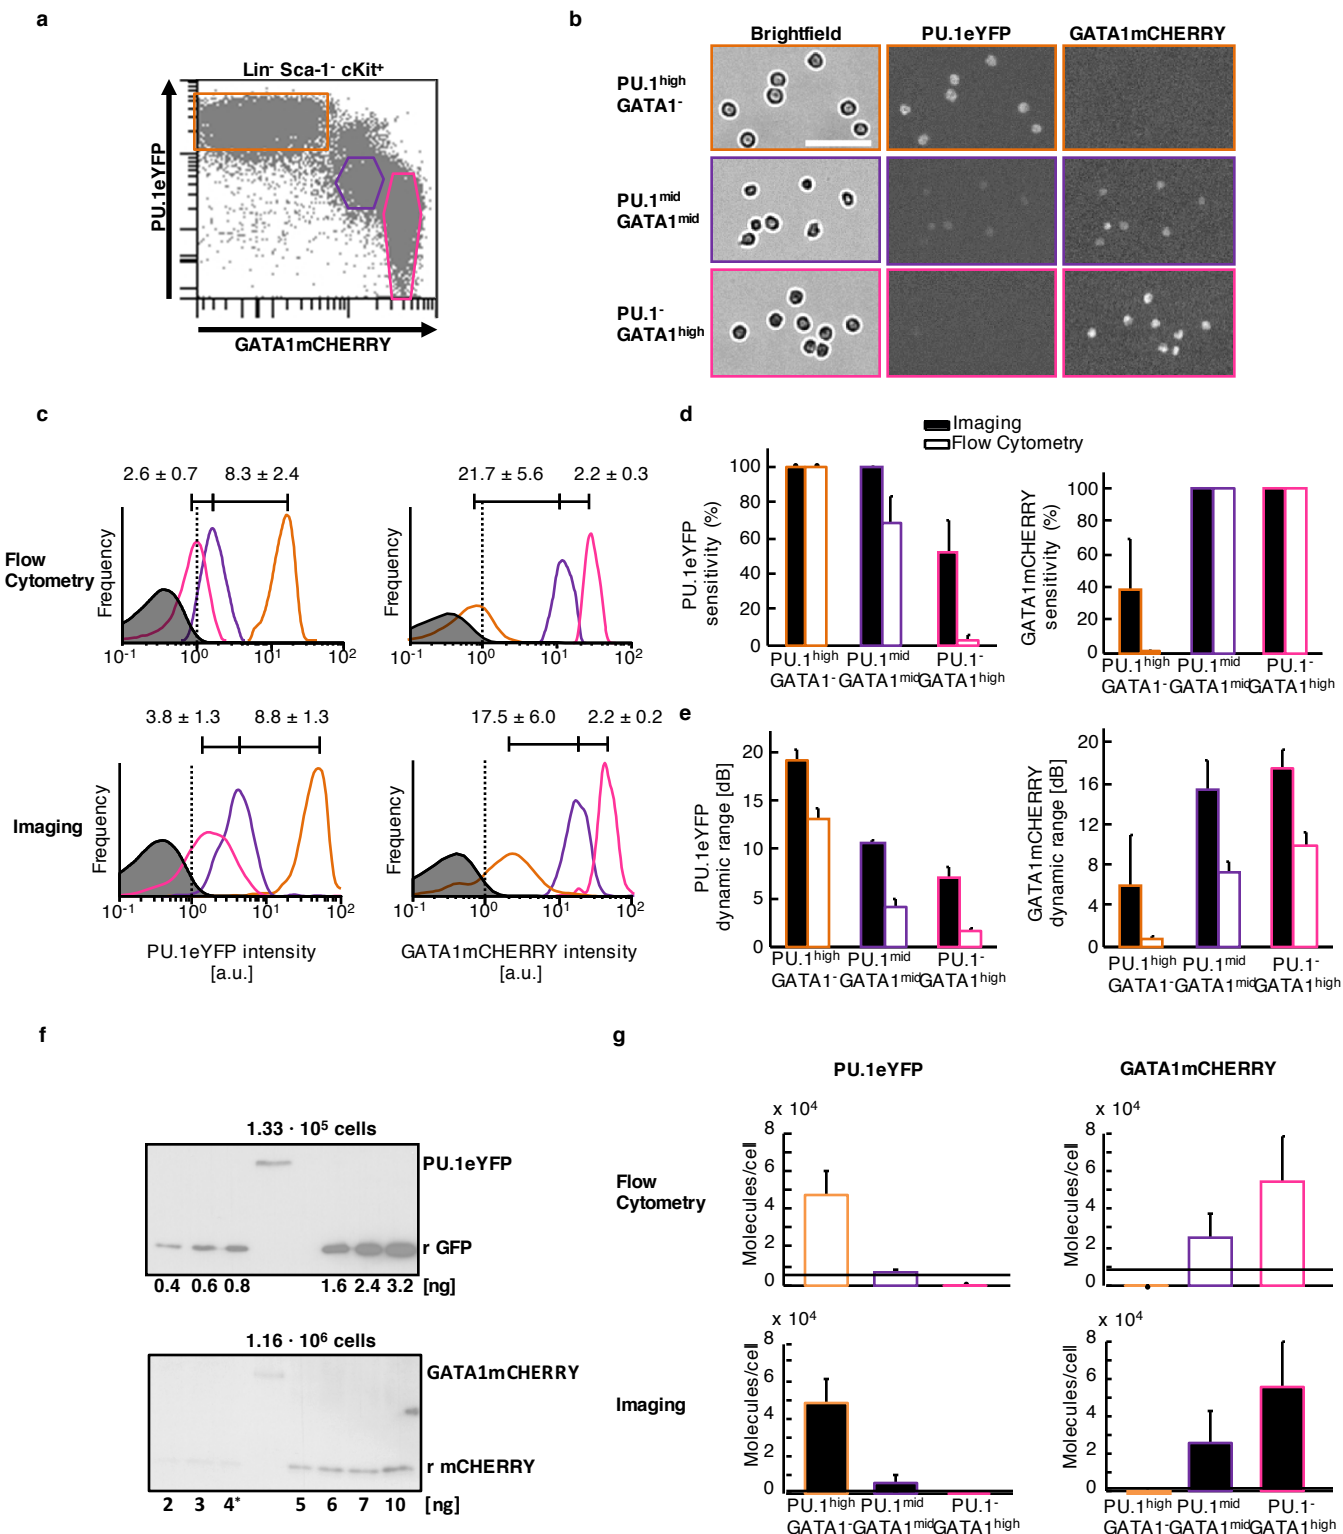 a
Lin- Sca-1- cKit+
PU.1eYFP
GATA1mCHERRY
b
Brightfield PU.1eYFP GATA1mCHERRY
PU.1high
GATA1-
PU.1mid
GATA1mid
PU.1-
GATA1high
c
2.6 ± 0.7 8.3 ± 2.4 21.7 ± 5.6 2.2 ± 0.3
Flow
Cytometry
Frequency
Frequency
10-1 100 101 102 10-1 100 101 102
3.8 ± 1.3 8.8 ± 1.3 17.5 ± 6.0 2.2 ± 0.2
Imaging
Frequency
Frequency
10-1 100 101 102 10-1 100 101 102
PU.1eYFP intensity
[a.u.]
GATA1mCHERRY intensity
[a.u.]
d
Imaging
Flow Cytometry
PU.1eYFP
sensitivity (%)
100
80
60
40
20
0
PU.1high PU.1mid PU.1-
GATA1- GATA1mid GATA1high
GATA1mCHERRY
sensitivity (%)
100
80
60
40
20
0
PU.1high PU.1mid PU.1-
GATA1- GATA1mid GATA1high
e
PU.1eYFP
dynamic range [dB]
20
15
10
5
0
PU.1high PU.1mid PU.1-
GATA1- GATA1mid GATA1high
GATA1mCHERRY
dynamic range [dB]
20
16
12
8
4
0
PU.1high PU.1mid PU.1-
GATA1- GATA1mid GATA1high
f
1.33 · 105 cells
PU.1eYFP
r GFP
0.4 0.6 0.8 1.6 2.4 3.2 [ng]
1.16 · 106 cells
GATA1mCHERRY
r mCHERRY
2 3 4* 5 6 7 10 [ng]
g
PU.1eYFP GATA1mCHERRY
Flow
Cytometry
x 104
Molecules/cell
8
6
4
2
0
x 104
Molecules/cell
8
6
4
2
0
Imaging
x 104
Molecules/cell
8
6
4
2
0
PU.1high PU.1mid PU.1-
GATA1- GATA1mid GATA1high
x 104
Molecules/cell
8
6
4
2
0
PU.1high PU.1mid PU.1-
GATA1- GATA1mid GATA1high